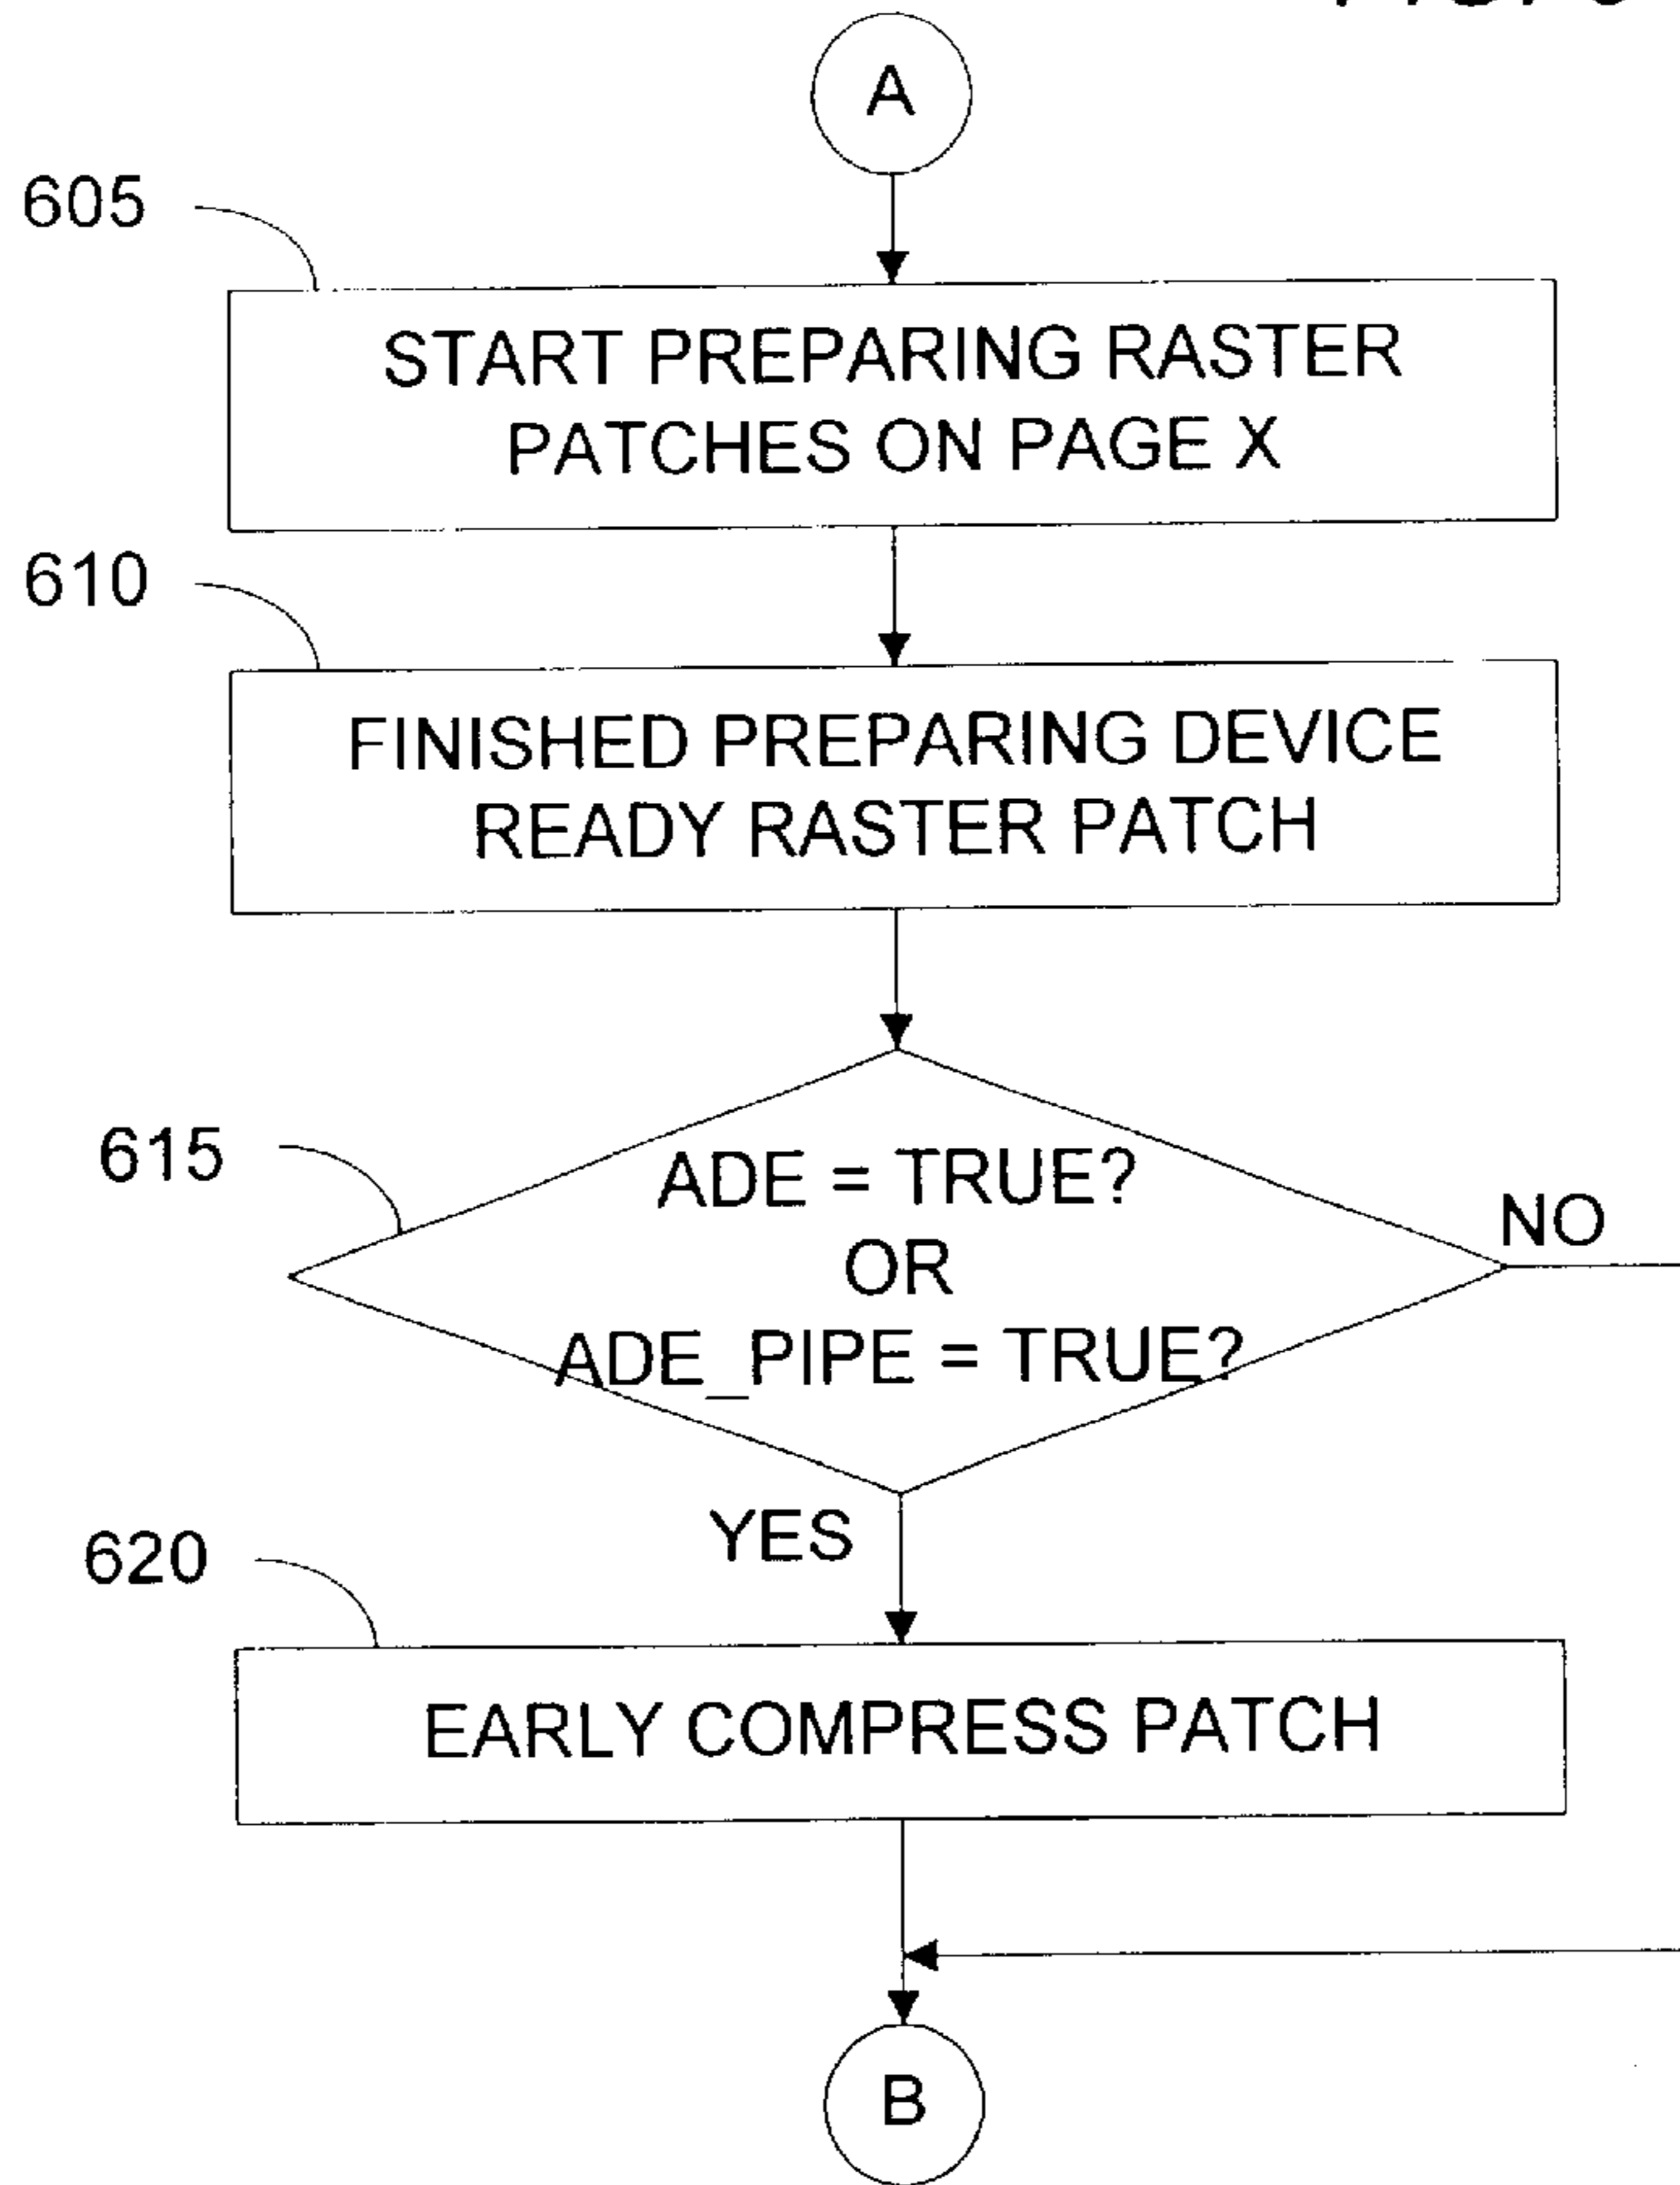 A
605
START PREPARING RASTER
PATCHES ON PAGE X
610
FINISHED PREPARING DEVICE
READY RASTER PATCH
615
ADE = TRUE?
OR
ADE_PIPE = TRUE?
NO
YES
620
EARLY COMPRESS PATCH
B